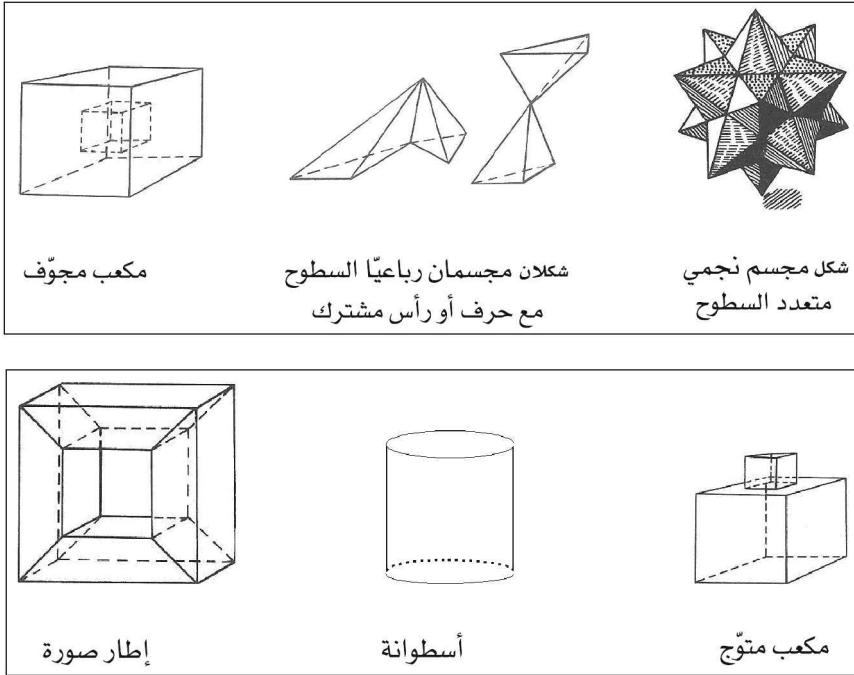 شكل مجسم نجمي
متعدد السطوح
شكلان مجسمان رباعيّا السطوح
مع حرف أو رأس مشترك
مكعب مجوّف
مكعب متوّج
أسطوانة
إطار صورة